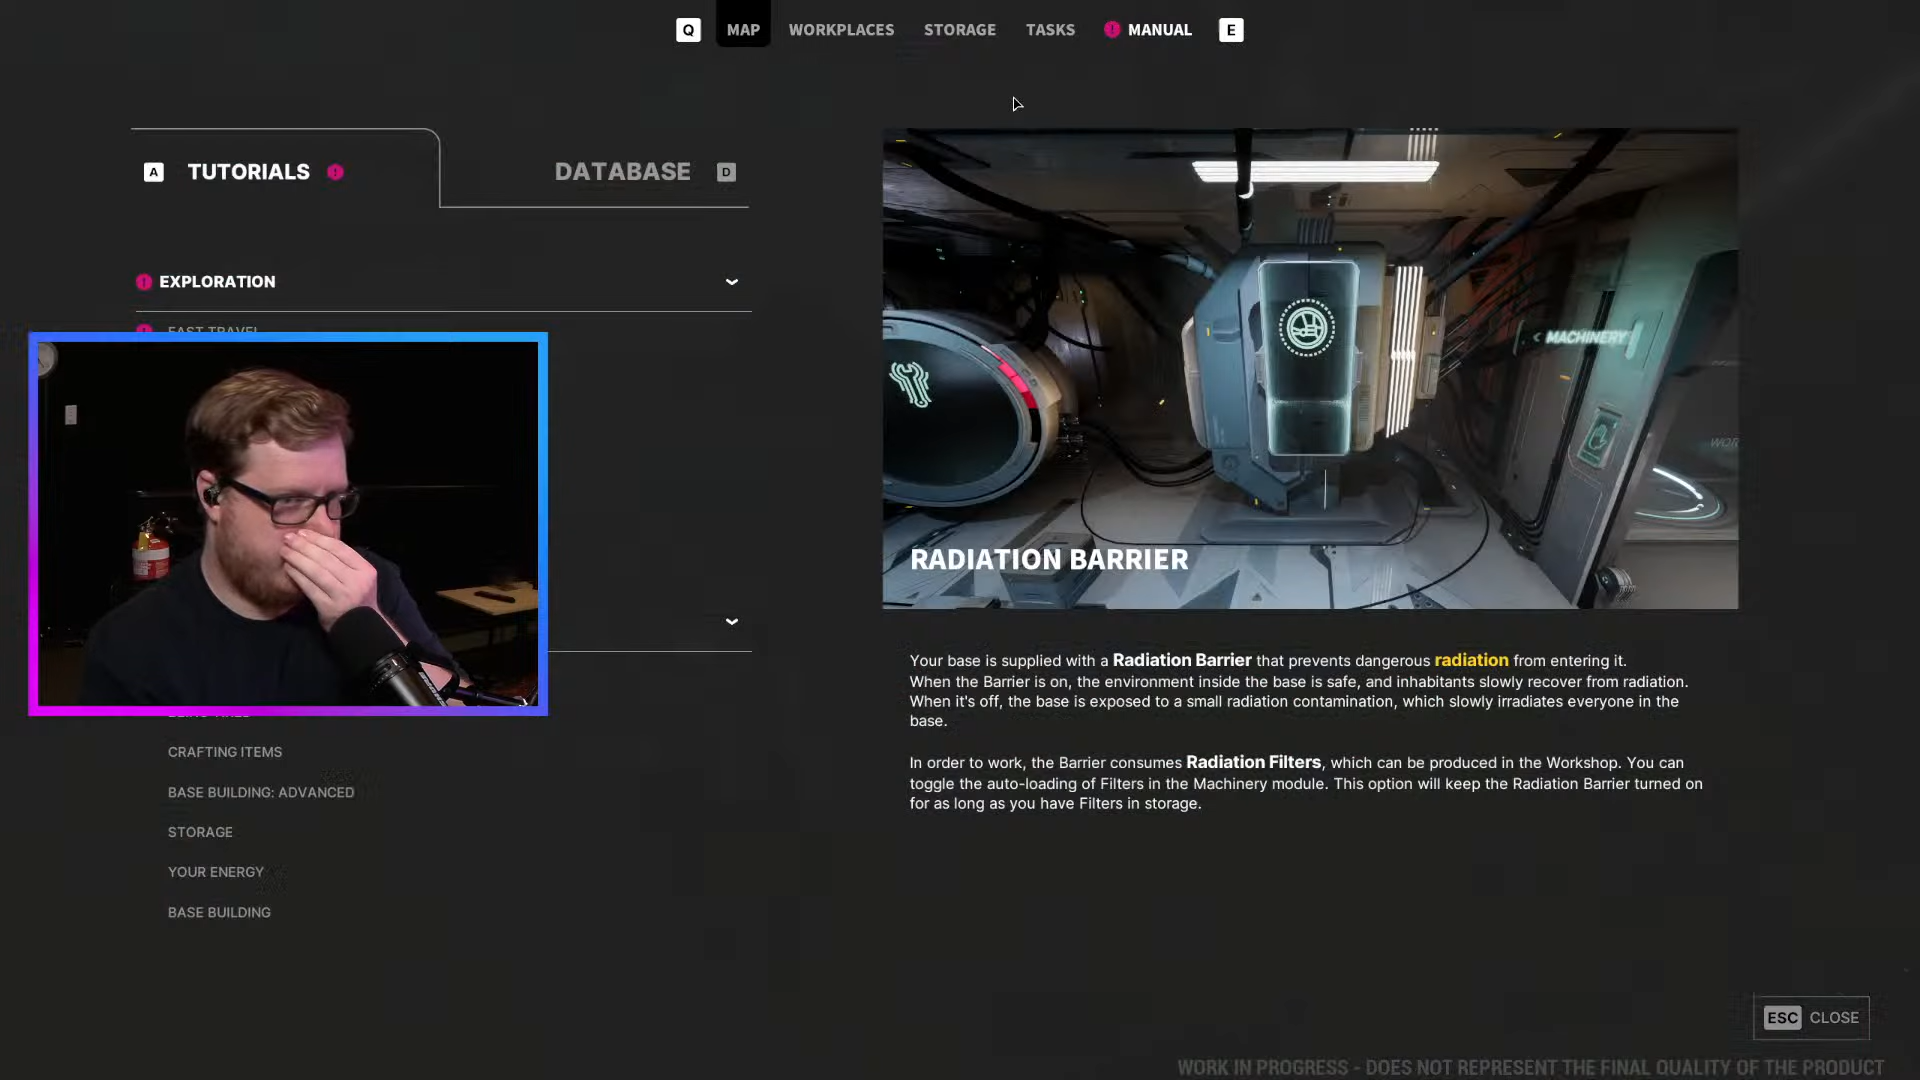 Q MAP WORKPLACES STORAGE TASKS ! MANUAL E
A TUTORIALS ! DATABASE D
! EXPLORATION
FAST TRAVEL
CRAFTING ITEMS
BASE BUILDING: ADVANCED
STORAGE
YOUR ENERGY
BASE BUILDING
< MACHINERY
RADIATION BARRIER
Your base is supplied with a Radiation Barrier that prevents dangerous radiation from entering it.
When the Barrier is on, the environment inside the base is safe, and inhabitants slowly recover from radiation.
When it's off, the base is exposed to a small radiation contamination, which slowly irradiates everyone in the
base.
In order to work, the Barrier consumes Radiation Filters, which can be produced in the Workshop. You can
toggle the auto-loading of Filters in the Machinery module. This option will keep the Radiation Barrier turned on
for as long as you have Filters in storage.
ESC CLOSE
WORK IN PROGRESS - DOES NOT REPRESENT THE FINAL QUALITY OF THE PRODUCT